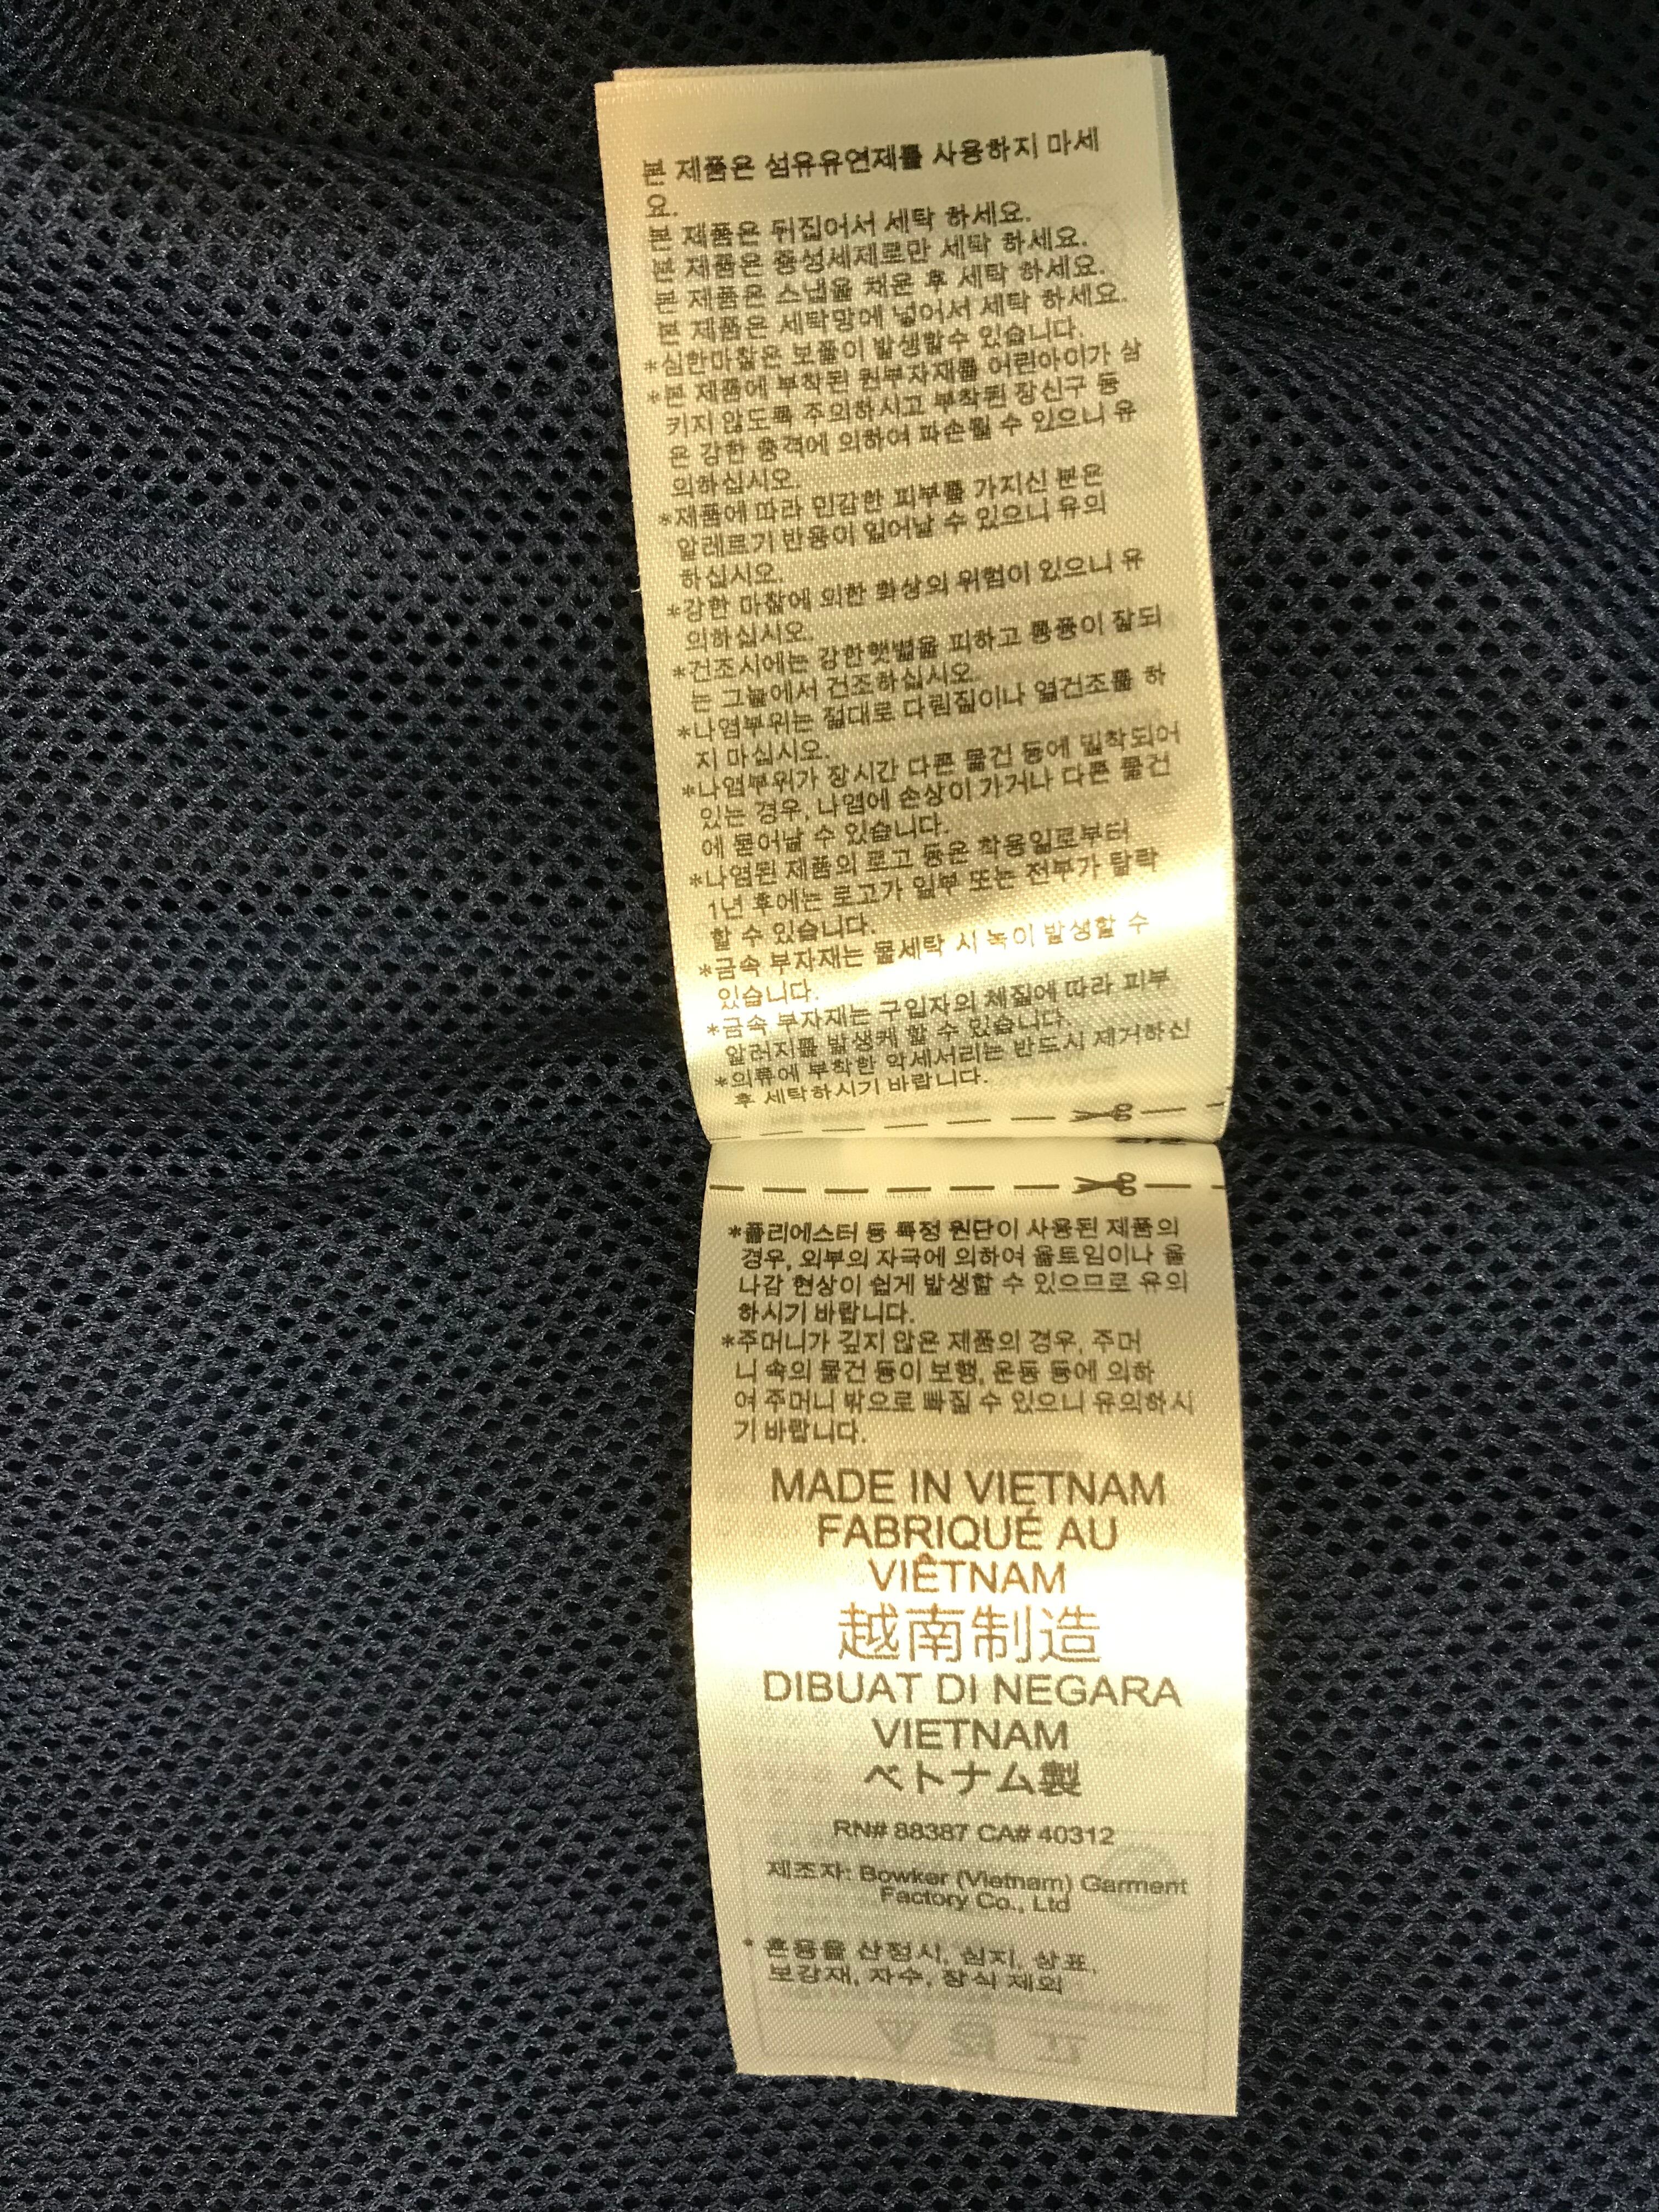 본 제품은 섬유유연제를 사용하지 마세
요.
본 제품은 뒤집어서 세탁 하세요.
본 제품은 중성세제로만 세탁 하세요.
본 제품은 스냅을 채운 후 세탁 하세요.
본 제품은 세탁망에 넣어서 세탁 하세요.
*심한마찰은 보풀이 발생할수 있습니다.
*본 제품에 부착된 원부자재를 어린아이가 삼
키지 않도록 주의하시고 부착된 장신구 등
은 강한 충격에 의하여 파손될 수 있으니 유
의하십시오.
*제품에 따라 민감한 피부를 가지신 분은
알레르기 반응이 일어날 수 있으니 유의
하십시오.
*강한 마찰에 의한 화상의 위험이 있으니 유
의하십시오.
*건조시에는 강한햇볕을 피하고 통풍이 잘되
는 그늘에서 건조하십시오.
*나염부위는 절대로 다림질이나 열건조를 하
지 마십시오.
*나염부위가 장시간 다른 물건 등에 밀착되어
있는 경우, 나염에 손상이 가거나 다른 물건
에 묻어날 수 있습니다.
*나염된 제품의 로고 등은 착용일로부터
1년 후에는 로고가 일부 또는 전부가 탈락
할 수 있습니다.
*금속 부자재는 물세탁 시 녹이 발생할 수
있습니다.
*금속 부자재는 구입자의 체질에 따라 피부
알러지를 발생케 할 수 있습니다.
*의류에 부착한 악세서리는 반드시 제거하신
후 세탁하시기 바랍니다.
*폴리에스터 등 특정 원단이 사용된 제품의
경우, 외부의 자극에 의하여 올트임이나 올
나감 현상이 쉽게 발생할 수 있으므로 유의
하시기 바랍니다.
*주머니가 깊지 않은 제품의 경우, 주머
니 속의 물건 등이 보행, 운동 등에 의하
여 주머니 밖으로 빠질 수 있으니 유의하시
기 바랍니다.
MADE IN VIETNAM
FABRIQUÉ AU
VIÊTNAM
越南制造
DIBUAT DI NEGARA
VIETNAM
ベトナム製
RN# 88387 CA# 40312
제조자: Bowker (Vietnam) Garment
Factory Co., Ltd
* 혼용율 산정시, 심지, 상표,
보강재, 자수, 장식 제외